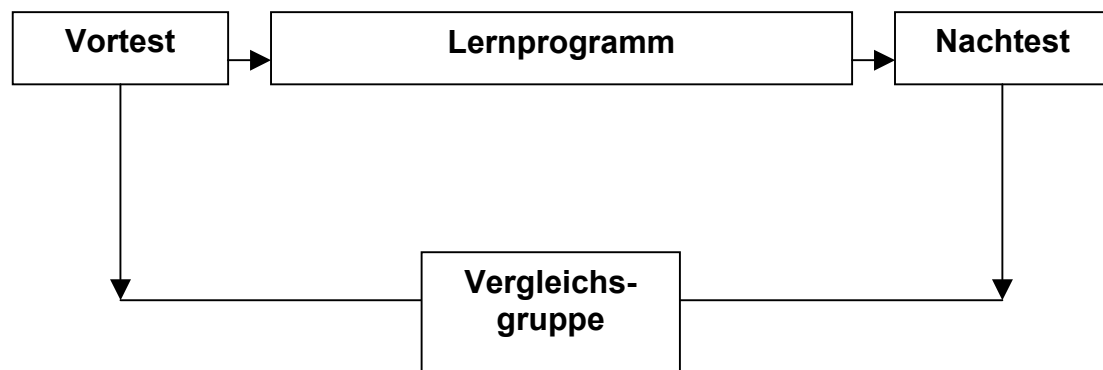 Vortest
Lernprogramm
Nachtest
Vergleichs-
gruppe